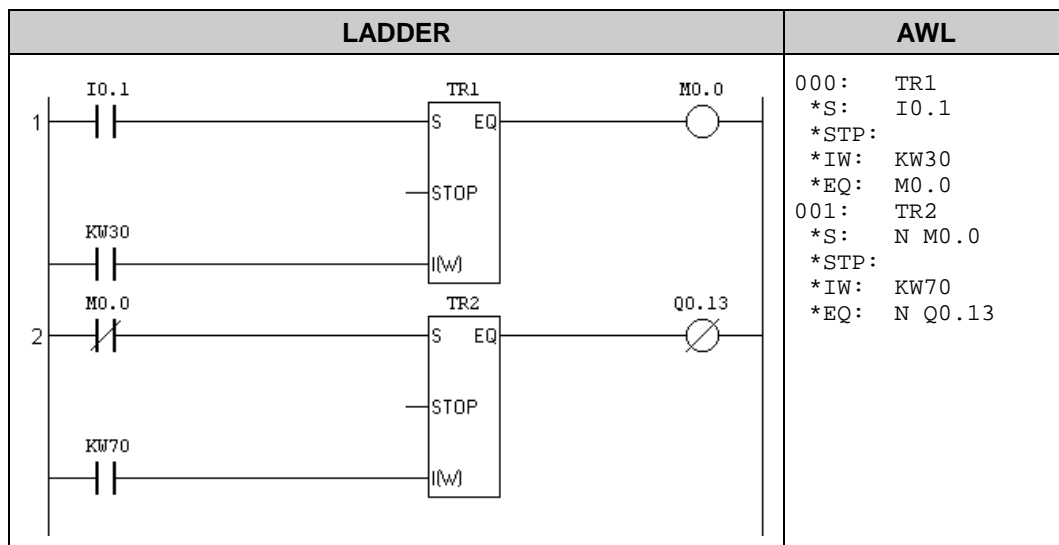 LADDER
AWL
I0.1 TR1 M0.0
1 S EQ
STOP
KW30
I(W)
M0.0 TR2 Q0.13
2 S EQ
STOP
KW70
I(W)
000: TR1
*S: I0.1
*STP:
*IW: KW30
*EQ: M0.0
001: TR2
*S: N M0.0
*STP:
*IW: KW70
*EQ: N Q0.13